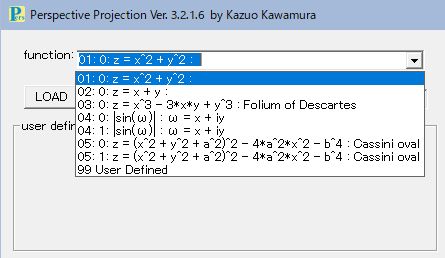 Pers
Perspective Projection Ver. 3.2.1.6 by Kazuo Kawamura
function: 01: 0: z = x^2 + y^2 :
01: 0: z = x^2 + y^2 :
LOAD
02: 0: z = x + y :
03: 0: z = x^3 - 3*x*y + y^3 : Folium of Descartes
04: 0: |sin(ω)| : ω = x + iy
user defin
04: 1: |sin(ω)| : ω = x + iy
05: 0: z = (x^2 + y^2 + a^2)^2 - 4*a^2*x^2 - b^4 : Cassini oval
05: 1: z = (x^2 + y^2 + a^2)^2 - 4*a^2*x^2 - b^4 : Cassini oval
99 User Defined